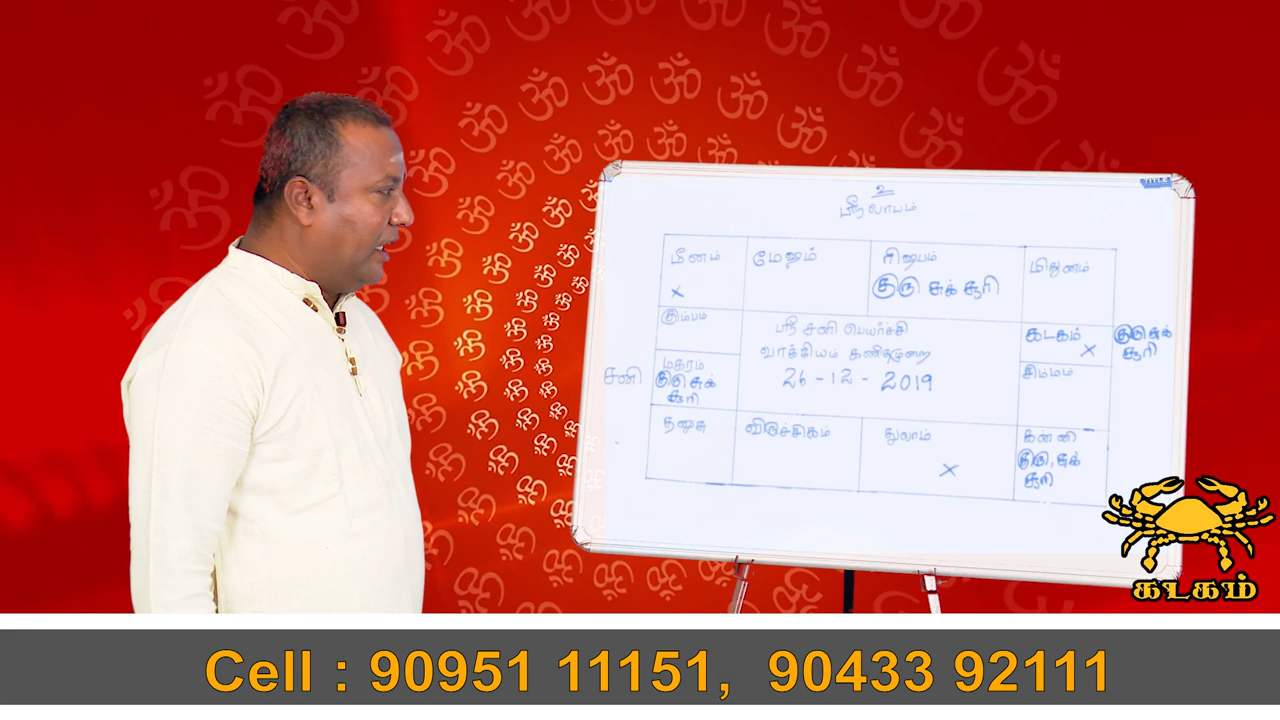 TITLE
உ
ஸ்ரீ லாபம்
மீனம்
X
மேஷம்
ரிஷபம்
குரு சுக் சூரி
மிதுனம்
கும்பம்
ஸ்ரீ சனி பெயர்ச்சி
வாக்கியம் கணிதமுறை
26 - 12 - 2019
கடகம்
X
குரு சுக்
சூரி
சனி
மகரம்
குரு சுக்
சூரி
சிம்மம்
தனுசு
விருச்சிகம்
துலாம்
X
கன்னி
குரு, சுக்
சூரி
கடகம்
Cell : 90951 11151, 90433 92111